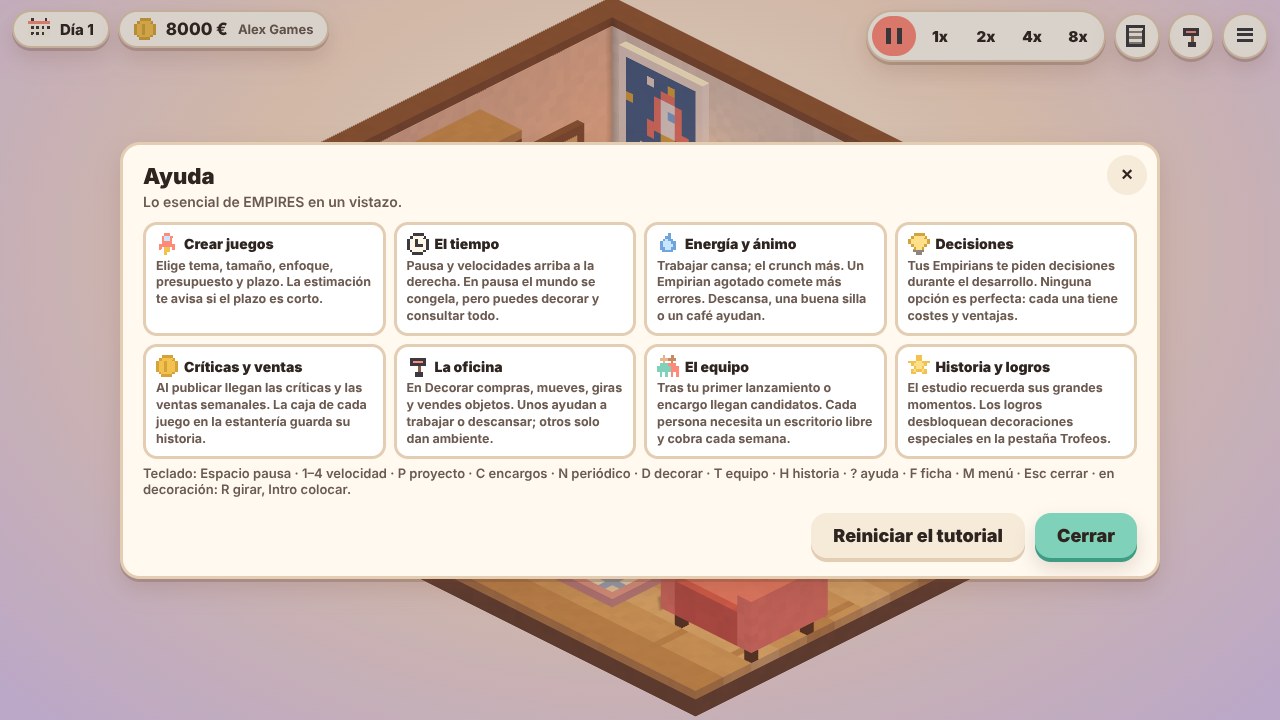 Día 1
8000 € Alex Games
1x 2x 4x 8x
Ayuda
×
Lo esencial de EMPIRES en un vistazo.
Crear juegos
Elige tema, tamaño, enfoque,
presupuesto y plazo. La estimación
te avisa si el plazo es corto.
El tiempo
Pausa y velocidades arriba a la
derecha. En pausa el mundo se
congela, pero puedes decorar y
consultar todo.
Energía y ánimo
Trabajar cansa; el crunch más. Un
Empirian agotado comete más
errores. Descansa, una buena silla
o un café ayudan.
Decisiones
Tus Empirians te piden decisiones
durante el desarrollo. Ninguna
opción es perfecta: cada una tiene
costes y ventajas.
Críticas y ventas
Al publicar llegan las críticas y las
ventas semanales. La caja de cada
juego en la estantería guarda su
historia.
La oficina
En Decorar compras, mueves, giras
y vendes objetos. Unos ayudan a
trabajar o descansar; otros solo
dan ambiente.
El equipo
Tras tu primer lanzamiento o
encargo llegan candidatos. Cada
persona necesita un escritorio libre
y cobra cada semana.
Historia y logros
El estudio recuerda sus grandes
momentos. Los logros
desbloquean decoraciones
especiales en la pestaña Trofeos.
Teclado: Espacio pausa · 1–4 velocidad · P proyecto · C encargos · N periódico · D decorar · T equipo · H historia · ? ayuda · F ficha · M menú · Esc cerrar · en
decoración: R girar, Intro colocar.
Reiniciar el tutorial
Cerrar